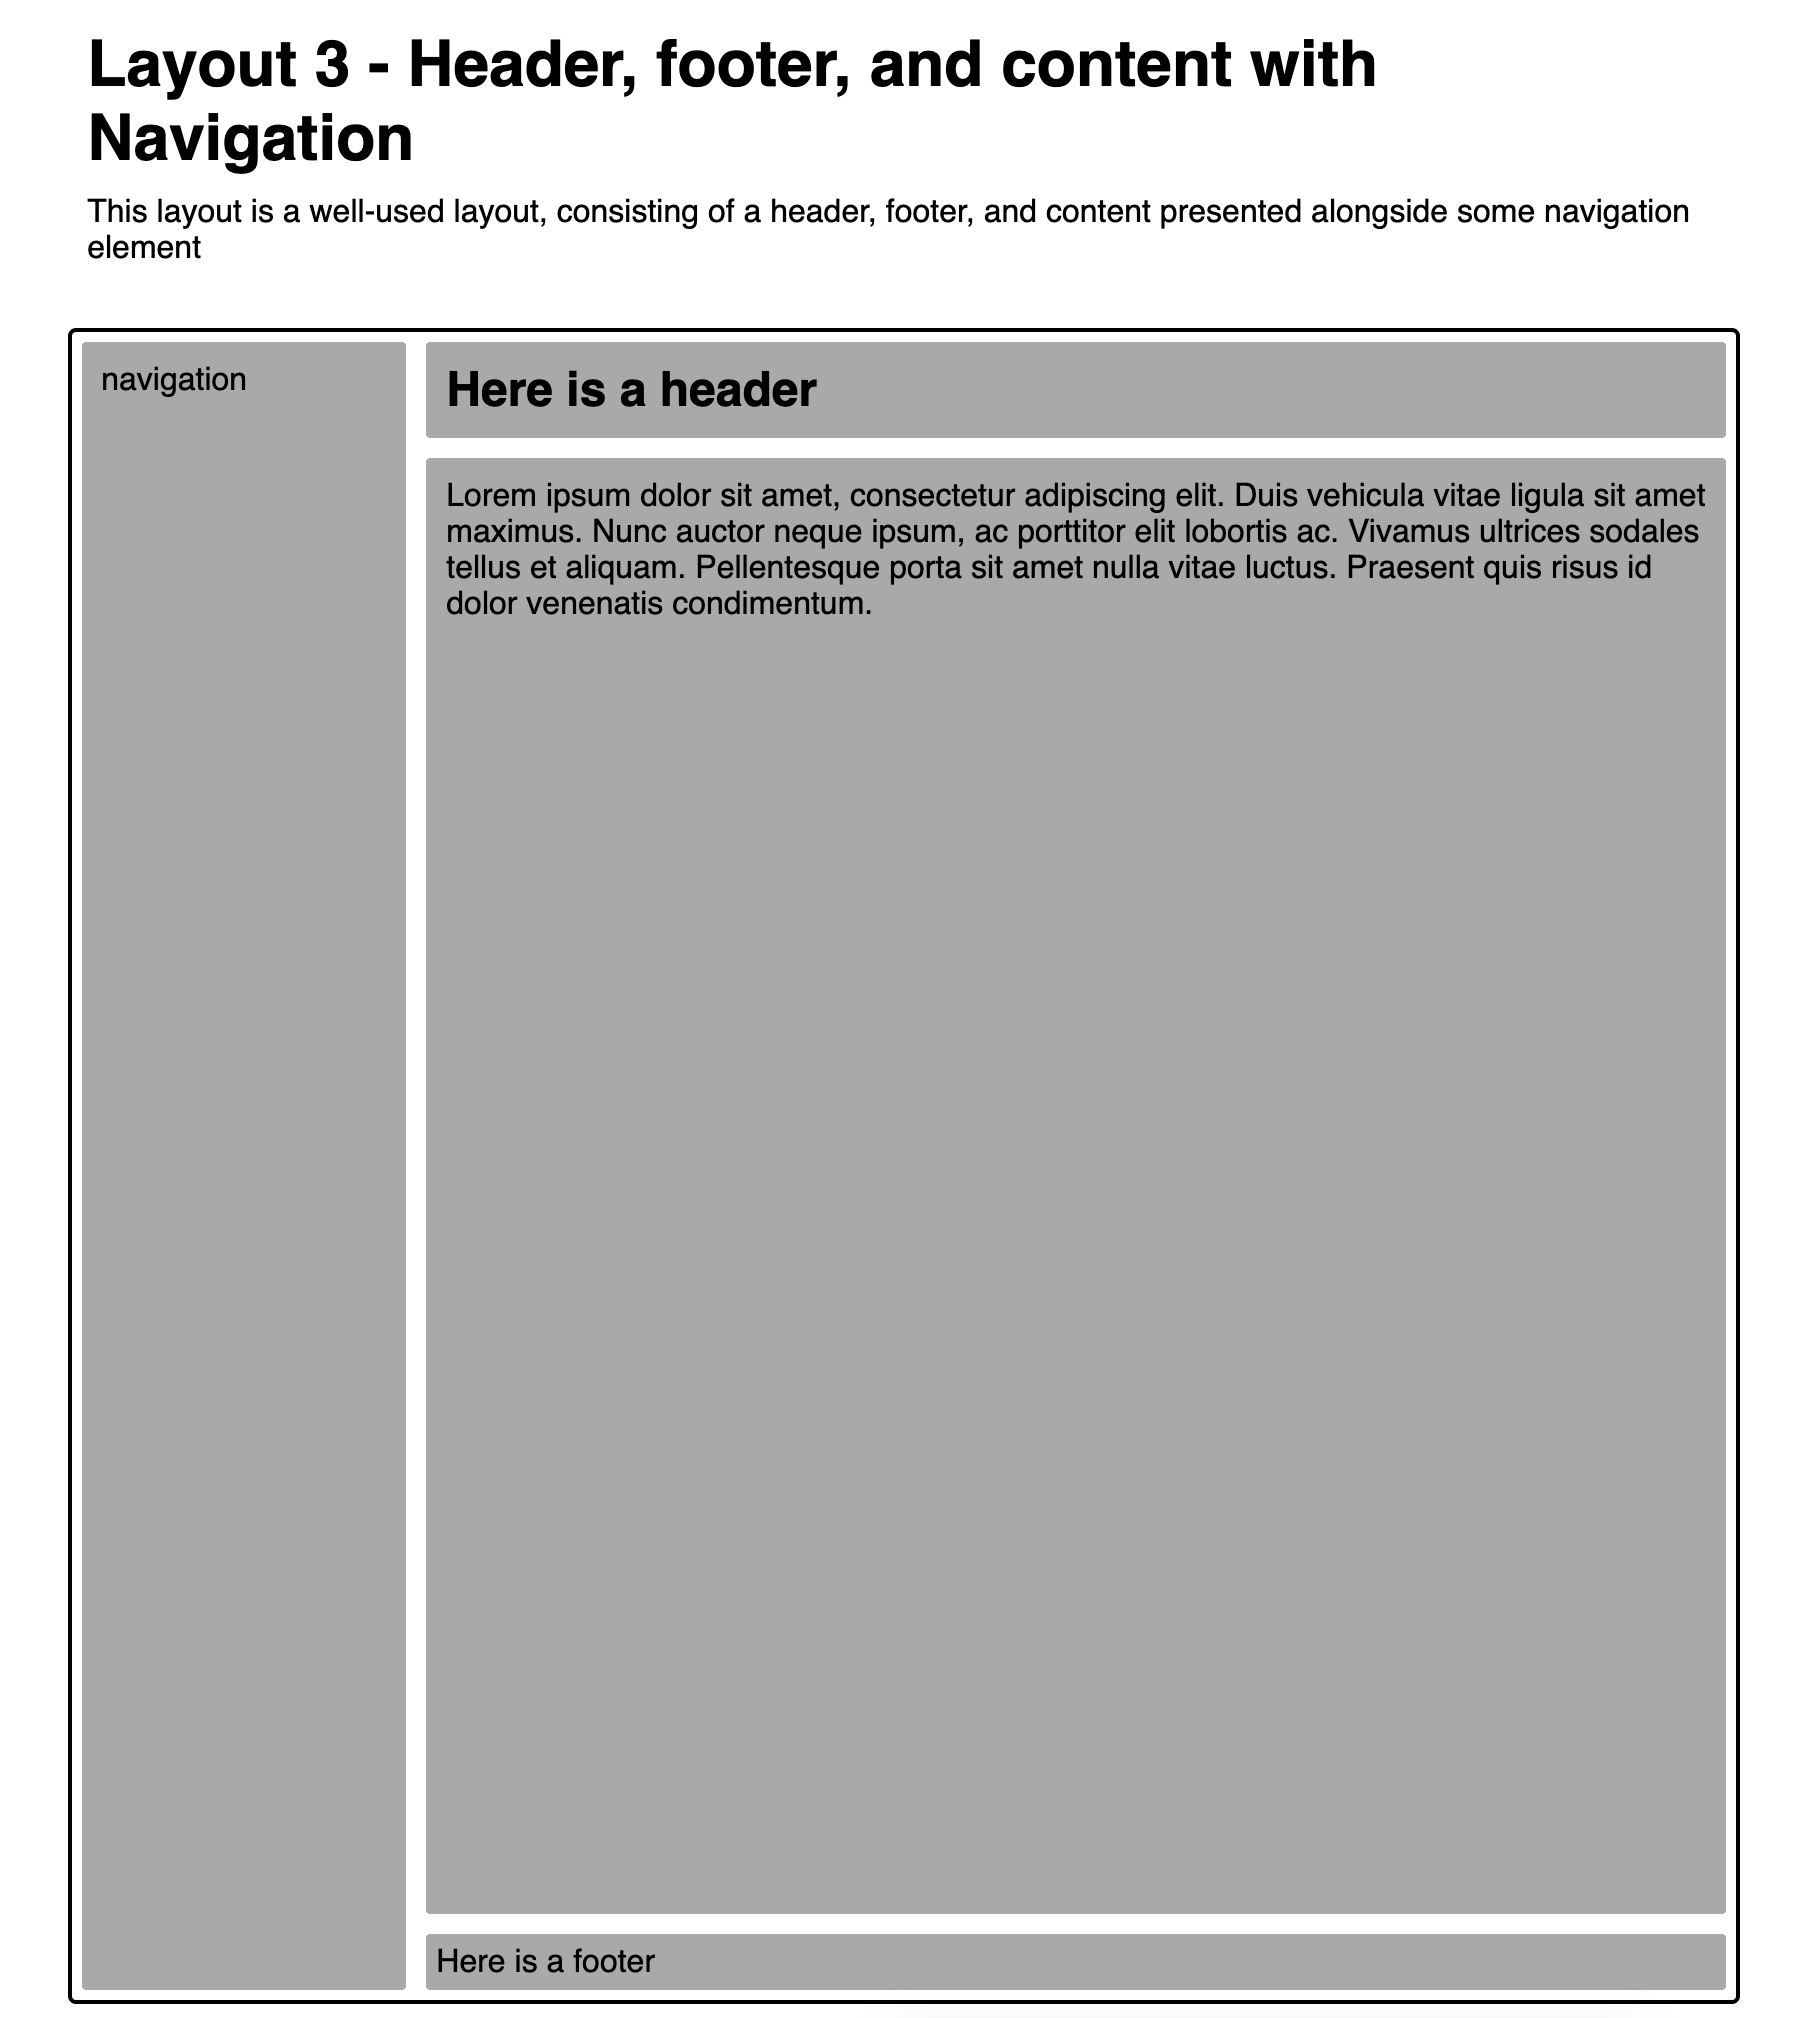 Layout 3 - Header, footer, and content with
Navigation
This layout is a well-used layout, consisting of a header, footer, and content presented alongside some navigation
element
navigation
Here is a header
Lorem ipsum dolor sit amet, consectetur adipiscing elit. Duis vehicula vitae ligula sit amet
maximus. Nunc auctor neque ipsum, ac porttitor elit lobortis ac. Vivamus ultrices sodales
tellus et aliquam. Pellentesque porta sit amet nulla vitae luctus. Praesent quis risus id
dolor venenatis condimentum.
Here is a footer